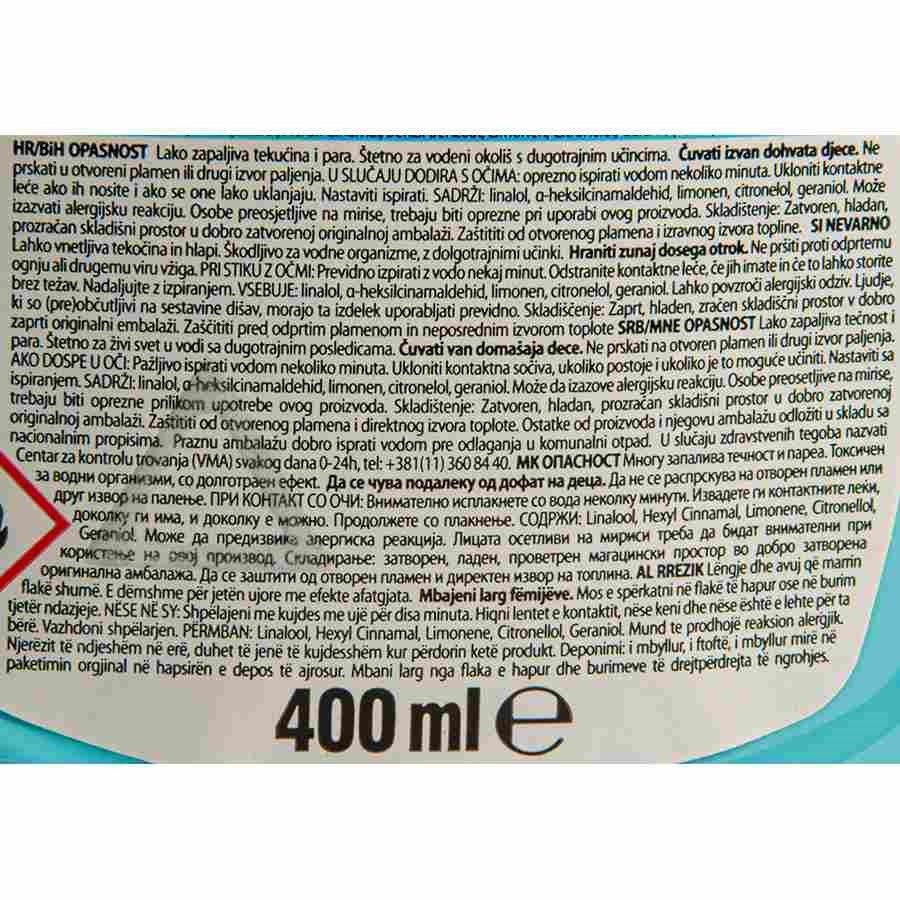 HR/BiH OPASNOST Lako zapaljiva tekućina i para. Štetno za vodeni okoliš s dugotrajnim učincima. Čuvati izvan dohvata djece. Ne
prskati u otvoreni plamen ili drugi izvor paljenja. U SLUČAJU DODIRA S OČIMA: oprezno ispirati vodom nekoliko minuta. Ukloniti kontaktne
leće ako ih nosite i ako se one lako uklanjaju. Nastaviti ispirati. SADRŽI: linalol, α-heksilcinamaldehid, limonen, citronelol, geraniol. Može
izazvati alergijsku reakciju. Osobe preosjetljive na mirise, trebaju biti oprezne pri uporabi ovog proizvoda. Skladištenje: Zatvoren, hladan,
prozračan skladišni prostor u dobro zatvorenoj originalnoj ambalaži. Zaštititi od otvorenog plamena i izravnog izvora topline. SI NEVARNO
Lahko vnetljiva tekočina in hlapi. Škodljivo za vodne organizme, z dolgotrajnimi učinki. Hraniti zunaj dosega otrok. Ne pršiti proti odprtemu
ognju ali drugemu viru vžiga. PRI STIKU Z OČMI: Previdno izpirati z vodo nekaj minut. Odstranite kontaktne leče, če jih imate in če to lahko storite
brez težav. Nadaljujte z izpiranjem. VSEBUJE: linalol, α-heksilcinamaldehid, limonen, citronelol, geraniol. Lahko povzroči alergijski odziv. Ljudje,
ki so (pre)občutljivi na sestavine dišav, morajo ta izdelek uporabljati previdno. Skladiščenje: Zaprt, hladen, zračen skladiščni prostor v dobro
zaprti originalni embalaži. Zaščititi pred odprtim plamenom in neposrednim izvorom toplote SRB/MNE OPASNOST Lako zapaljiva tečnost i
para. Štetno za živi svet u vodi sa dugotrajnim posledicama. Čuvati van domašaja dece. Ne prskati na otvoren plamen ili drugi izvor paljenja.
AKO DOSPE U OČI: Pažljivo ispirati vodom nekoliko minuta. Ukloniti kontaktna sočiva, ukoliko postoje i ukoliko je to moguće učiniti. Nastaviti sa
ispiranjem. SADRŽI: linalol, α-heksilcinamaldehid, limonen, citronelol, geraniol. Može da izazove alergijsku reakciju. Osobe preosetljive na mirise,
trebaju biti oprezne prilikom upotrebe ovog proizvoda. Skladištenje: Zatvoren, hladan, prozračan skladišni prostor u dobro zatvorenoj
originalnoj ambalaži. Zaštititi od otvorenog plamena i direktnog izvora toplote. Ostatke od proizvoda i njegovu ambalažu odložiti u skladu sa
nacionalnim propisima. Praznu ambalažu dobro isprati vodom pre odlaganja u komunalni otpad. U slučaju zdravstvenih tegoba nazvati
Centar za kontrolu trovanja (VMA) svakog dana 0-24h, tel: +381(11) 360 84 40. МК ОПАСНОСТ Многу запалива течност и пареа. Токсичен
за водни организми, со долготраен ефект. Да се чува подалеку од дофат на деца. Да не се распрскува на отворен пламен или
друг извор на палење. ПРИ КОНТАКТ СО ОЧИ: Внимателно исплакнете со вода неколку минути. Извадете ги контактните леки,
доколку ги има, и доколку е можно. Продолжете со плакнење. СОДРЖИ: Linalool, Hexyl Cinnamal, Limonene, Citronellol,
Geraniol. Може да предизвика алергиска реакција. Лицата осетливи на мириси треба да бидат внимателни при
користење на овој производ. Складирање: затворен, ладен, проветрен магацински простор во добро затворена
оригинална амбалажа. Да се заштити од отворен пламен и директен извор на топлина. AL RREZIK Lëngje dhe avuj që marrin
flakë shumë. E dëmshme për jetën ujore me efekte afatgjata. Mbajeni larg fëmijëve. Mos e spërkatni në flakë të hapur ose në burim
tjetër ndazjeje. NËSE NË SY: Shpëlajeni me kujdes me ujë për disa minuta. Hiqni lentet e kontaktit, nëse keni dhe nëse është e lehte për ta
bërë. Vazhdoni shpëlarjen. PËRMBAN: Linalool, Hexyl Cinnamal, Limonene, Citronellol, Geraniol. Mund te prodhojë reaksion alergjik.
Njerëzit të ndjeshëm në erë, duhet të jenë të kujdesshëm kur përdorin ketë produkt. Deponimi: i mbyllur, i ftoftë, i mbyllur mirë në
paketimin orgjinal në hapsirën e depos të ajrosur. Mbani larg nga flaka e hapur dhe burimeve të drejtpërdrejta të ngrohjes.
400 ml e